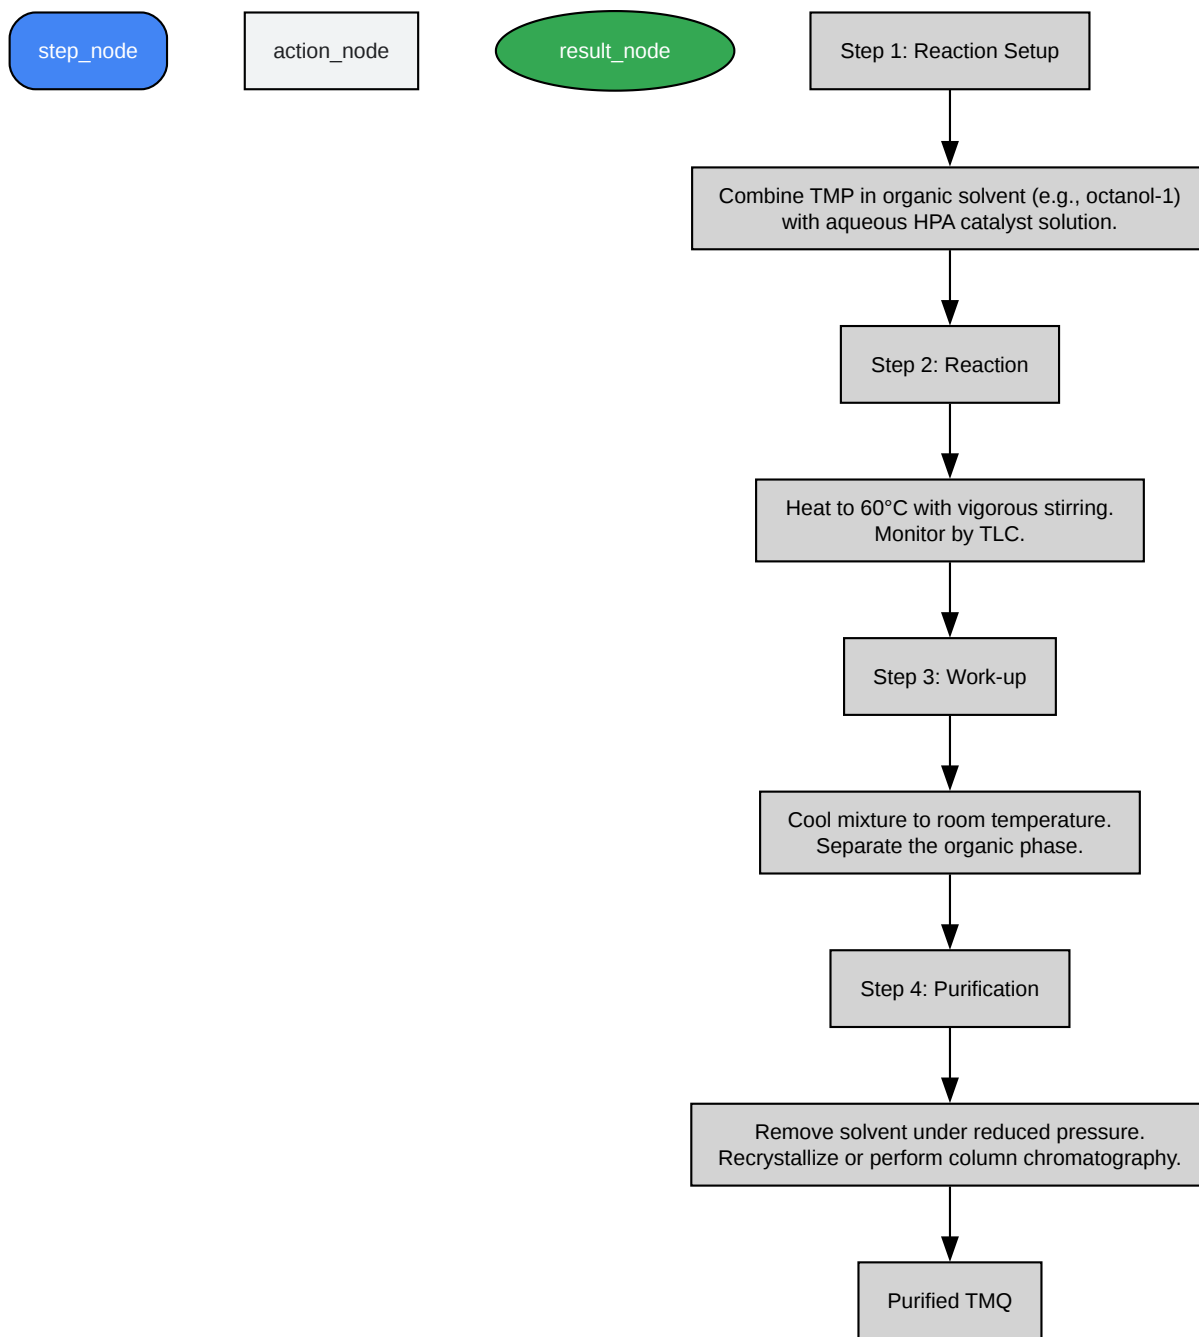 step_node
action_node
result_node
Step 1: Reaction Setup
Combine TMP in organic solvent (e.g., octanol-1)
with aqueous HPA catalyst solution.
Step 2: Reaction
Heat to 60°C with vigorous stirring.
Monitor by TLC.
Step 3: Work-up
Cool mixture to room temperature.
Separate the organic phase.
Step 4: Purification
Remove solvent under reduced pressure.
Recrystallize or perform column chromatography.
Purified TMQ